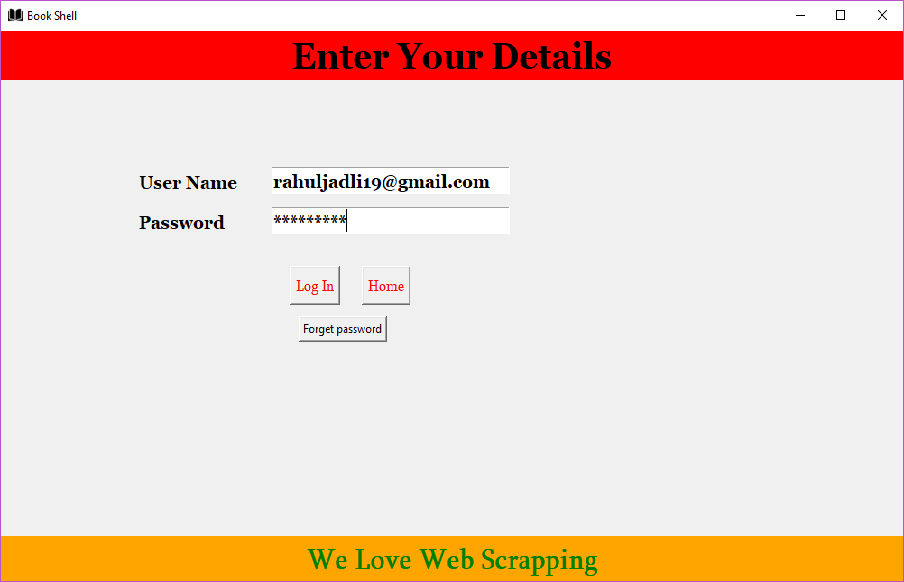 Book Shell
Enter Your Details
User Name rahuljadli19@gmail.com
Password *********
Log In Home
Forget password
We Love Web Scrapping